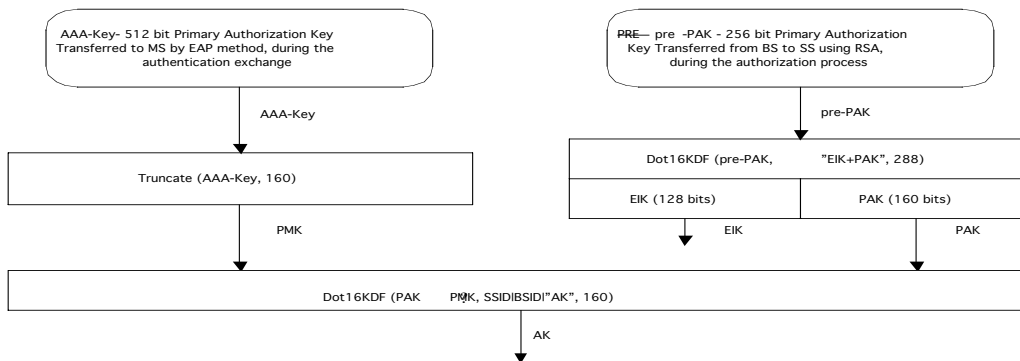 AAA-Key- 512 bit Primary Authorization Key
Transferred to MS by EAP method, during the
authentication exchange
PRE— pre -PAK - 256 bit Primary Authorization
Key Transferred from BS to SS using RSA,
during the authorization process
AAA-Key
pre-PAK
Truncate (AAA-Key, 160)
Dot16KDF (pre-PAK, ”EIK+PAK”, 288)
EIK (128 bits)
PAK (160 bits)
PMK
EIK
PAK
Dot16KDF (PAK PMK, SSID|BSID|”AK”, 160)
AK